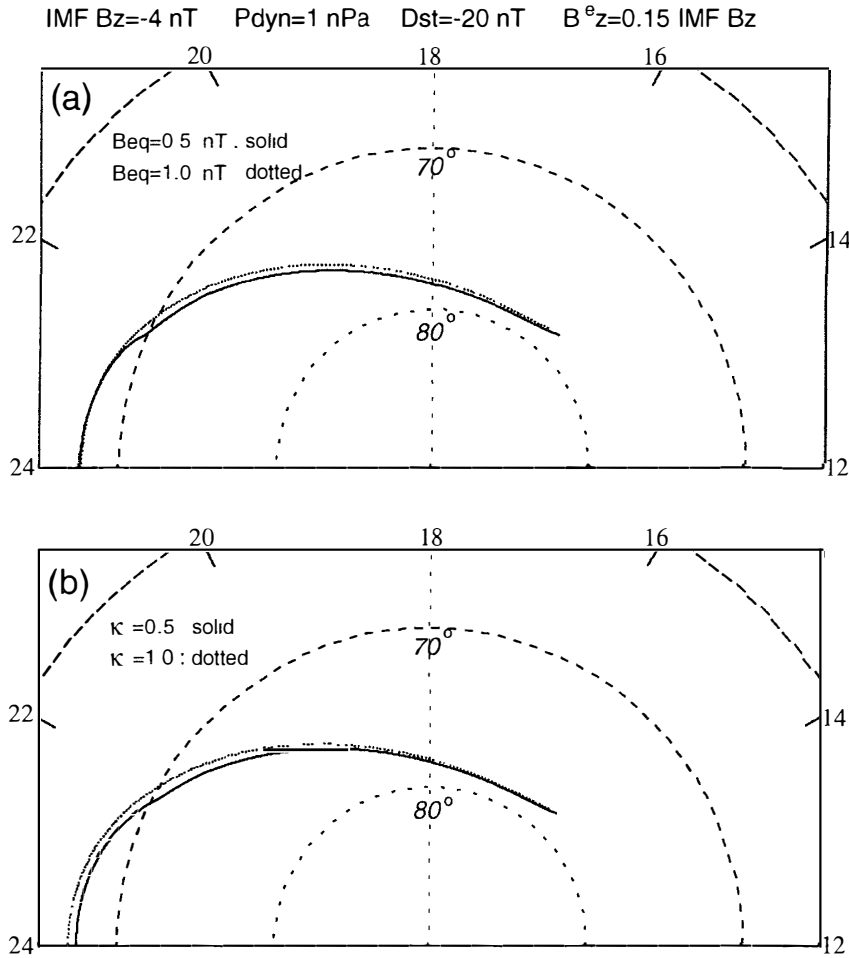 IMF Bz=-4 nT Pdyn=1 nPa Dst=-20 nT B e z=0.15 IMF Bz
20 18 16
(a)
Beq=0 5 nT . solid
Beq=1.0 nT dotted
70°
22 14
80°
24 12
20 18 16
(b)
κ =0.5 solid
κ =1 0 : dotted
70°
22 14
80°
24 12